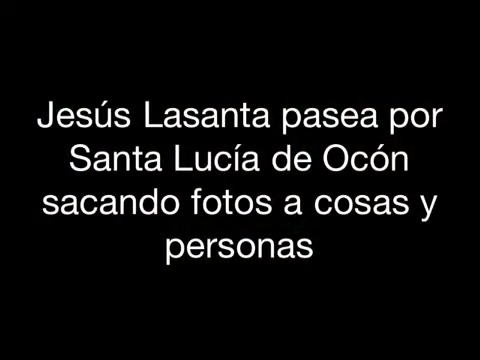 Jesús Lasanta pasea por
Santa Lucía de Ocón
sacando fotos a cosas y
personas